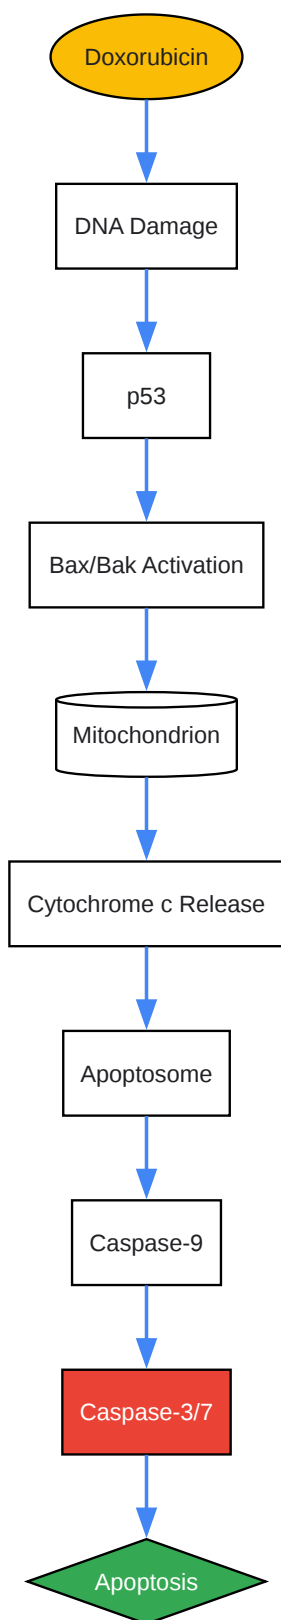 Doxorubicin
DNA Damage
p53
Bax/Bak Activation
Mitochondrion
Cytochrome c Release
Apoptosome
Caspase-9
Caspase-3/7
Apoptosis